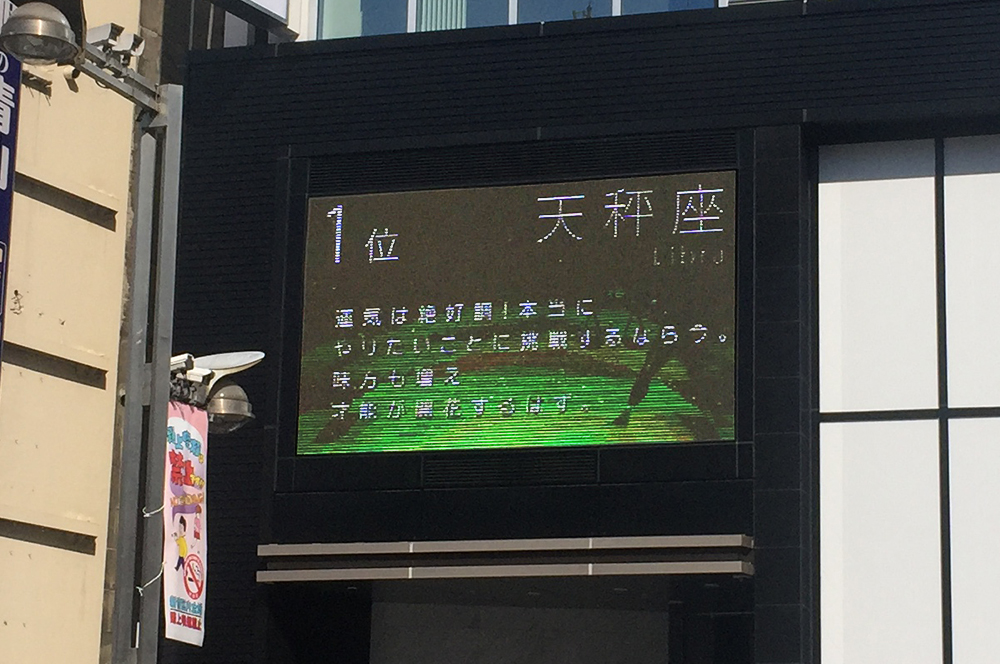 1位
天秤座
Libra
運気は絶好調!本当に
やりたいことに挑戦するなら今。
味方も増え
才能が開花するはず。